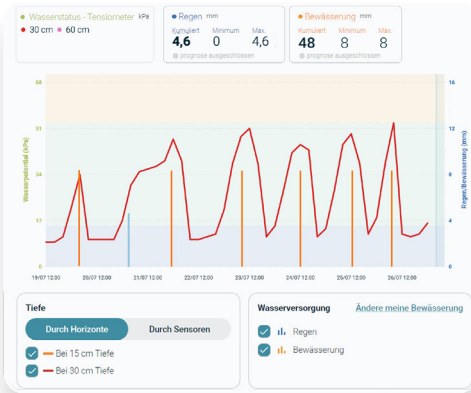 Wasserstatus - Tensiometer kPa
30 cm 60 cm
Regen mm
Kumuliert Minimum Max.
4,6 0 4,6
prognose ausgeschlossen
Bewässerung mm
Kumuliert Minimum Max.
48 8 8
prognose ausgeschlossen
68
51
34
17
0
Wasserpotential (kPa)
16
12
8
4
0
Regen/Bewässerung (mm)
19/07 12:00 20/07 12:00 21/07 12:00 22/07 12:00 23/07 12:00 24/07 12:00 25/07 12:00 26/07 12:00
Tiefe
Durch Horizonte Durch Sensoren
Bei 15 cm Tiefe
Bei 30 cm Tiefe
Wasserversorgung Ändere meine Bewässerung
Regen
Bewässerung